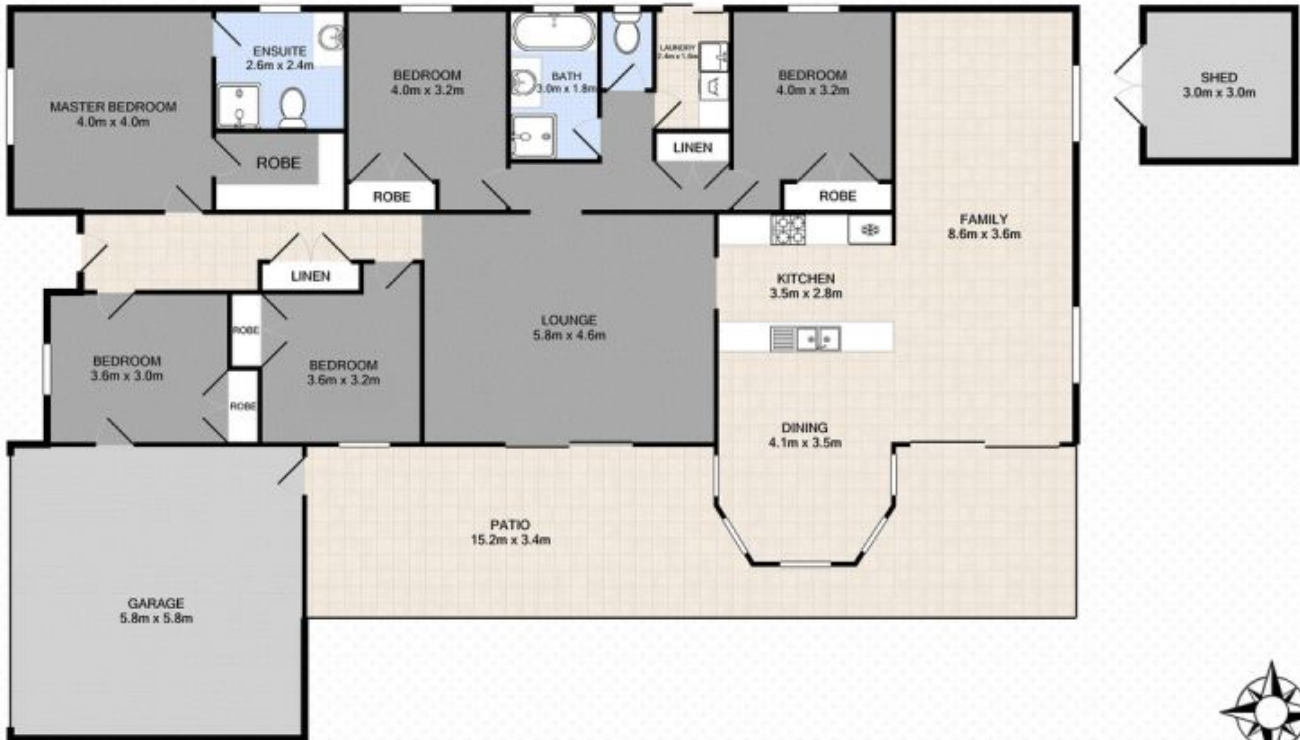 MASTER BEDROOM
4.0m x 4.0m
ENSUITE
2.6m x 2.4m
ROBE
BEDROOM
4.0m x 3.2m
ROBE
BATH
3.0m x 1.8m
LAUNDRY
2.4m x 1.5m
LINEN
BEDROOM
4.0m x 3.2m
ROBE
FAMILY
8.6m x 3.6m
SHED
3.0m x 3.0m
LINEN
KITCHEN
3.5m x 2.8m
LOUNGE
5.8m x 4.6m
BEDROOM
3.6m x 3.0m
ROBE
ROBE
BEDROOM
3.6m x 3.2m
DINING
4.1m x 3.5m
PATIO
15.2m x 3.4m
GARAGE
5.8m x 5.8m